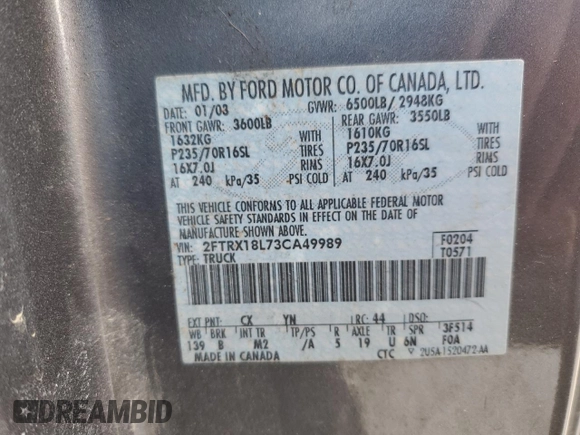 MFD. BY FORD MOTOR CO. OF CANADA, LTD.
DATE: 01/03 GVWR: 6500LB/ 2948KG
FRONT GAWR: 3600LB REAR GAWR: 3550LB
1632KG WITH 1610KG WITH
P235/70R16SL TIRES P235/70R16SL TIRES
16X7.0J RIMS 16X7.0J RIMS
AT 240 kPa/35 PSI COLD AT 240 kPa/35 PSI COLD
THIS VEHICLE CONFORMS TO ALL APPLICABLE FEDERAL MOTOR
VEHICLE SAFETY STANDARDS IN EFFECT ON THE DATE OF
MANUFACTURE SHOWN ABOVE.
VIN: 2FTRX18L73CA49989 F0204
TYPE: TRUCK T0571
EXT PNT: CX YN RC: 44 DSO:
WB BRK INT TR TP/PS R AXLE TR SPR 3F514
139 B M2 /A 5 19 U 6N F0A
MADE IN CANADA CTC 2U5A-1520472-AA
DREAMBID